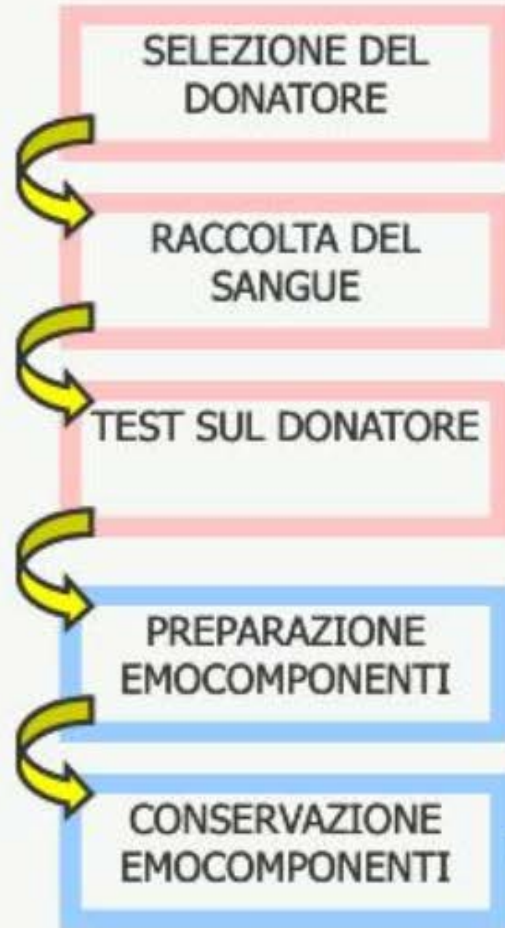 SELEZIONE DEL
DONATORE
RACCOLTA DEL
SANGUE
TEST SUL DONATORE
PREPARAZIONE
EMOCOMPONENTI
CONSERVAZIONE
EMOCOMPONENTI